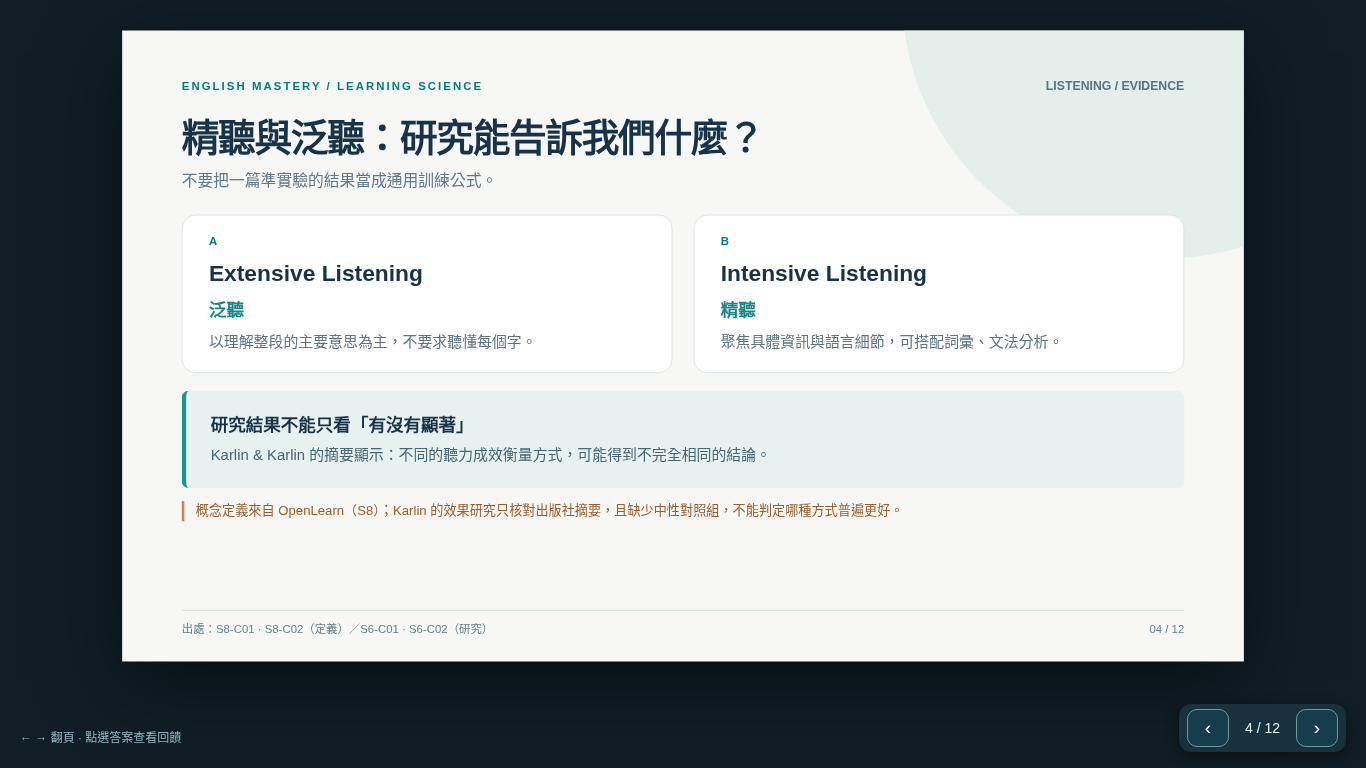 ENGLISH MASTERY / LEARNING SCIENCE
LISTENING / EVIDENCE
精聽與泛聽：研究能告訴我們什麼？
不要把一篇準實驗的結果當成通用訓練公式。
A
Extensive Listening
泛聽
以理解整段的主要意思為主，不要求聽懂每個字。
B
Intensive Listening
精聽
聚焦具體資訊與語言細節，可搭配詞彙、文法分析。
研究結果不能只看「有沒有顯著」
Karlin & Karlin 的摘要顯示：不同的聽力成效衡量方式，可能得到不完全相同的結論。
概念定義來自 OpenLearn（S8）；Karlin 的效果研究只核對出版社摘要，且缺少中性對照組，不能判定哪種方式普遍更好。
出處：S8-C01 · S8-C02（定義）／S6-C01 · S6-C02（研究）
04 / 12
← → 翻頁 · 點選答案查看回饋
‹ 4 / 12 ›